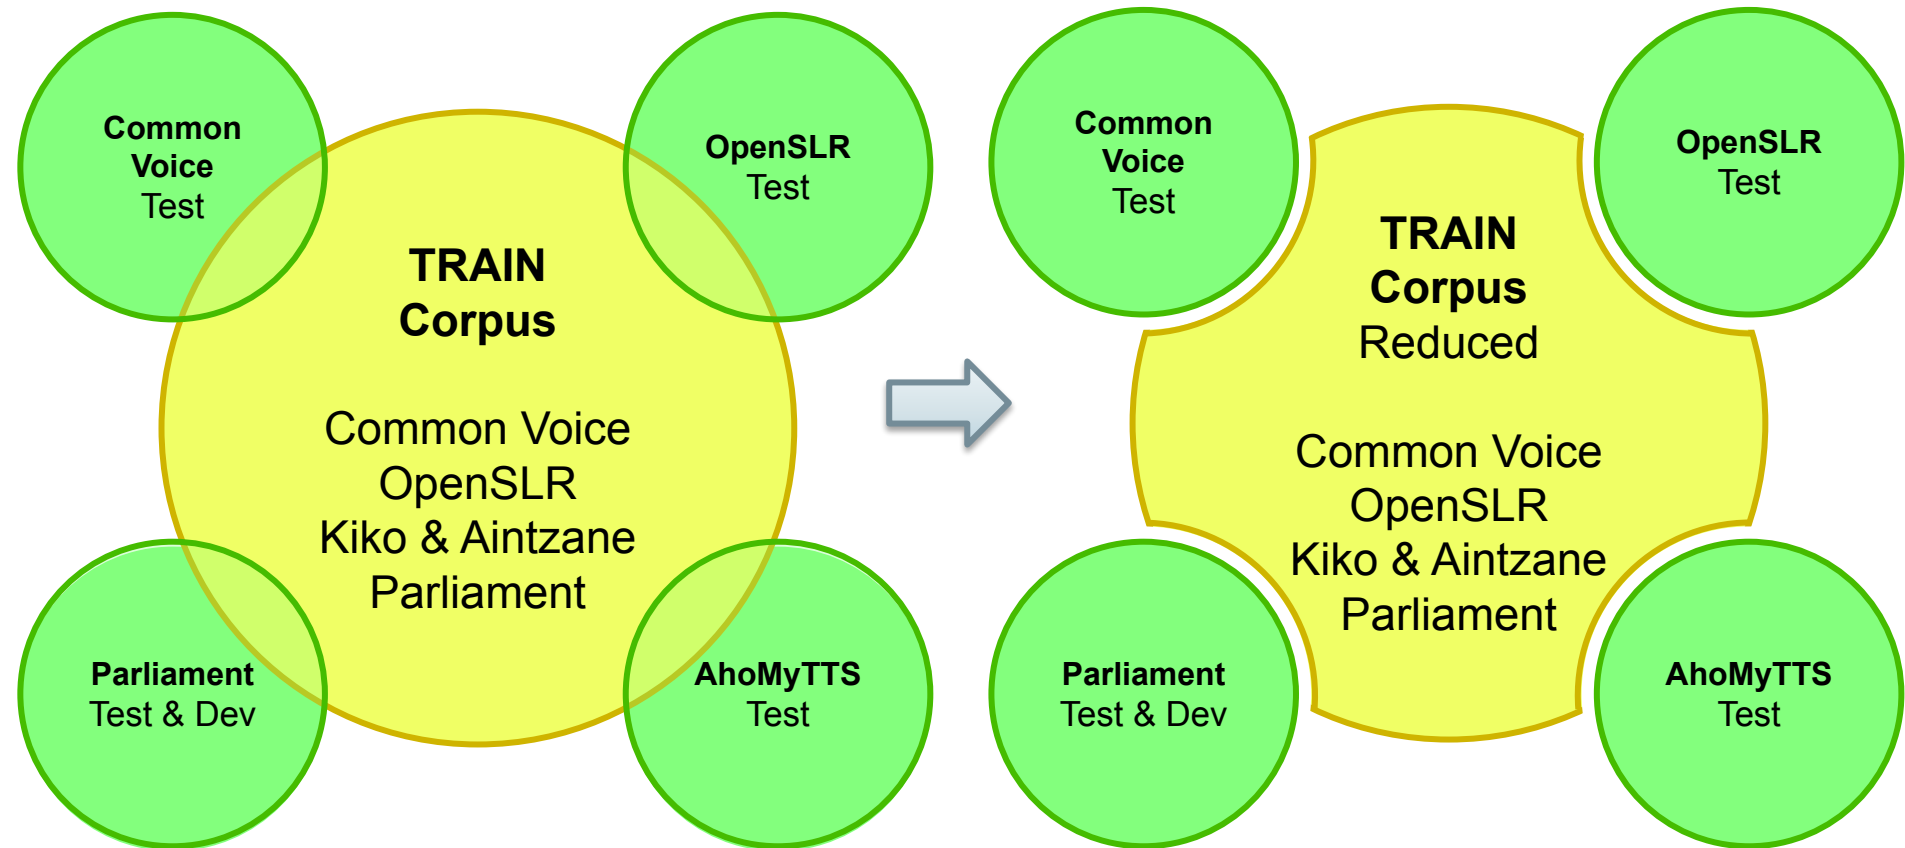 Common
Voice
Test
OpenSLR
Test
TRAIN
Corpus
Common Voice
OpenSLR
Kiko & Aintzane
Parliament
Parliament
Test & Dev
AhoMyTTS
Test
Common
Voice
Test
OpenSLR
Test
TRAIN
Corpus
Reduced
Common Voice
OpenSLR
Kiko & Aintzane
Parliament
Parliament
Test & Dev
AhoMyTTS
Test